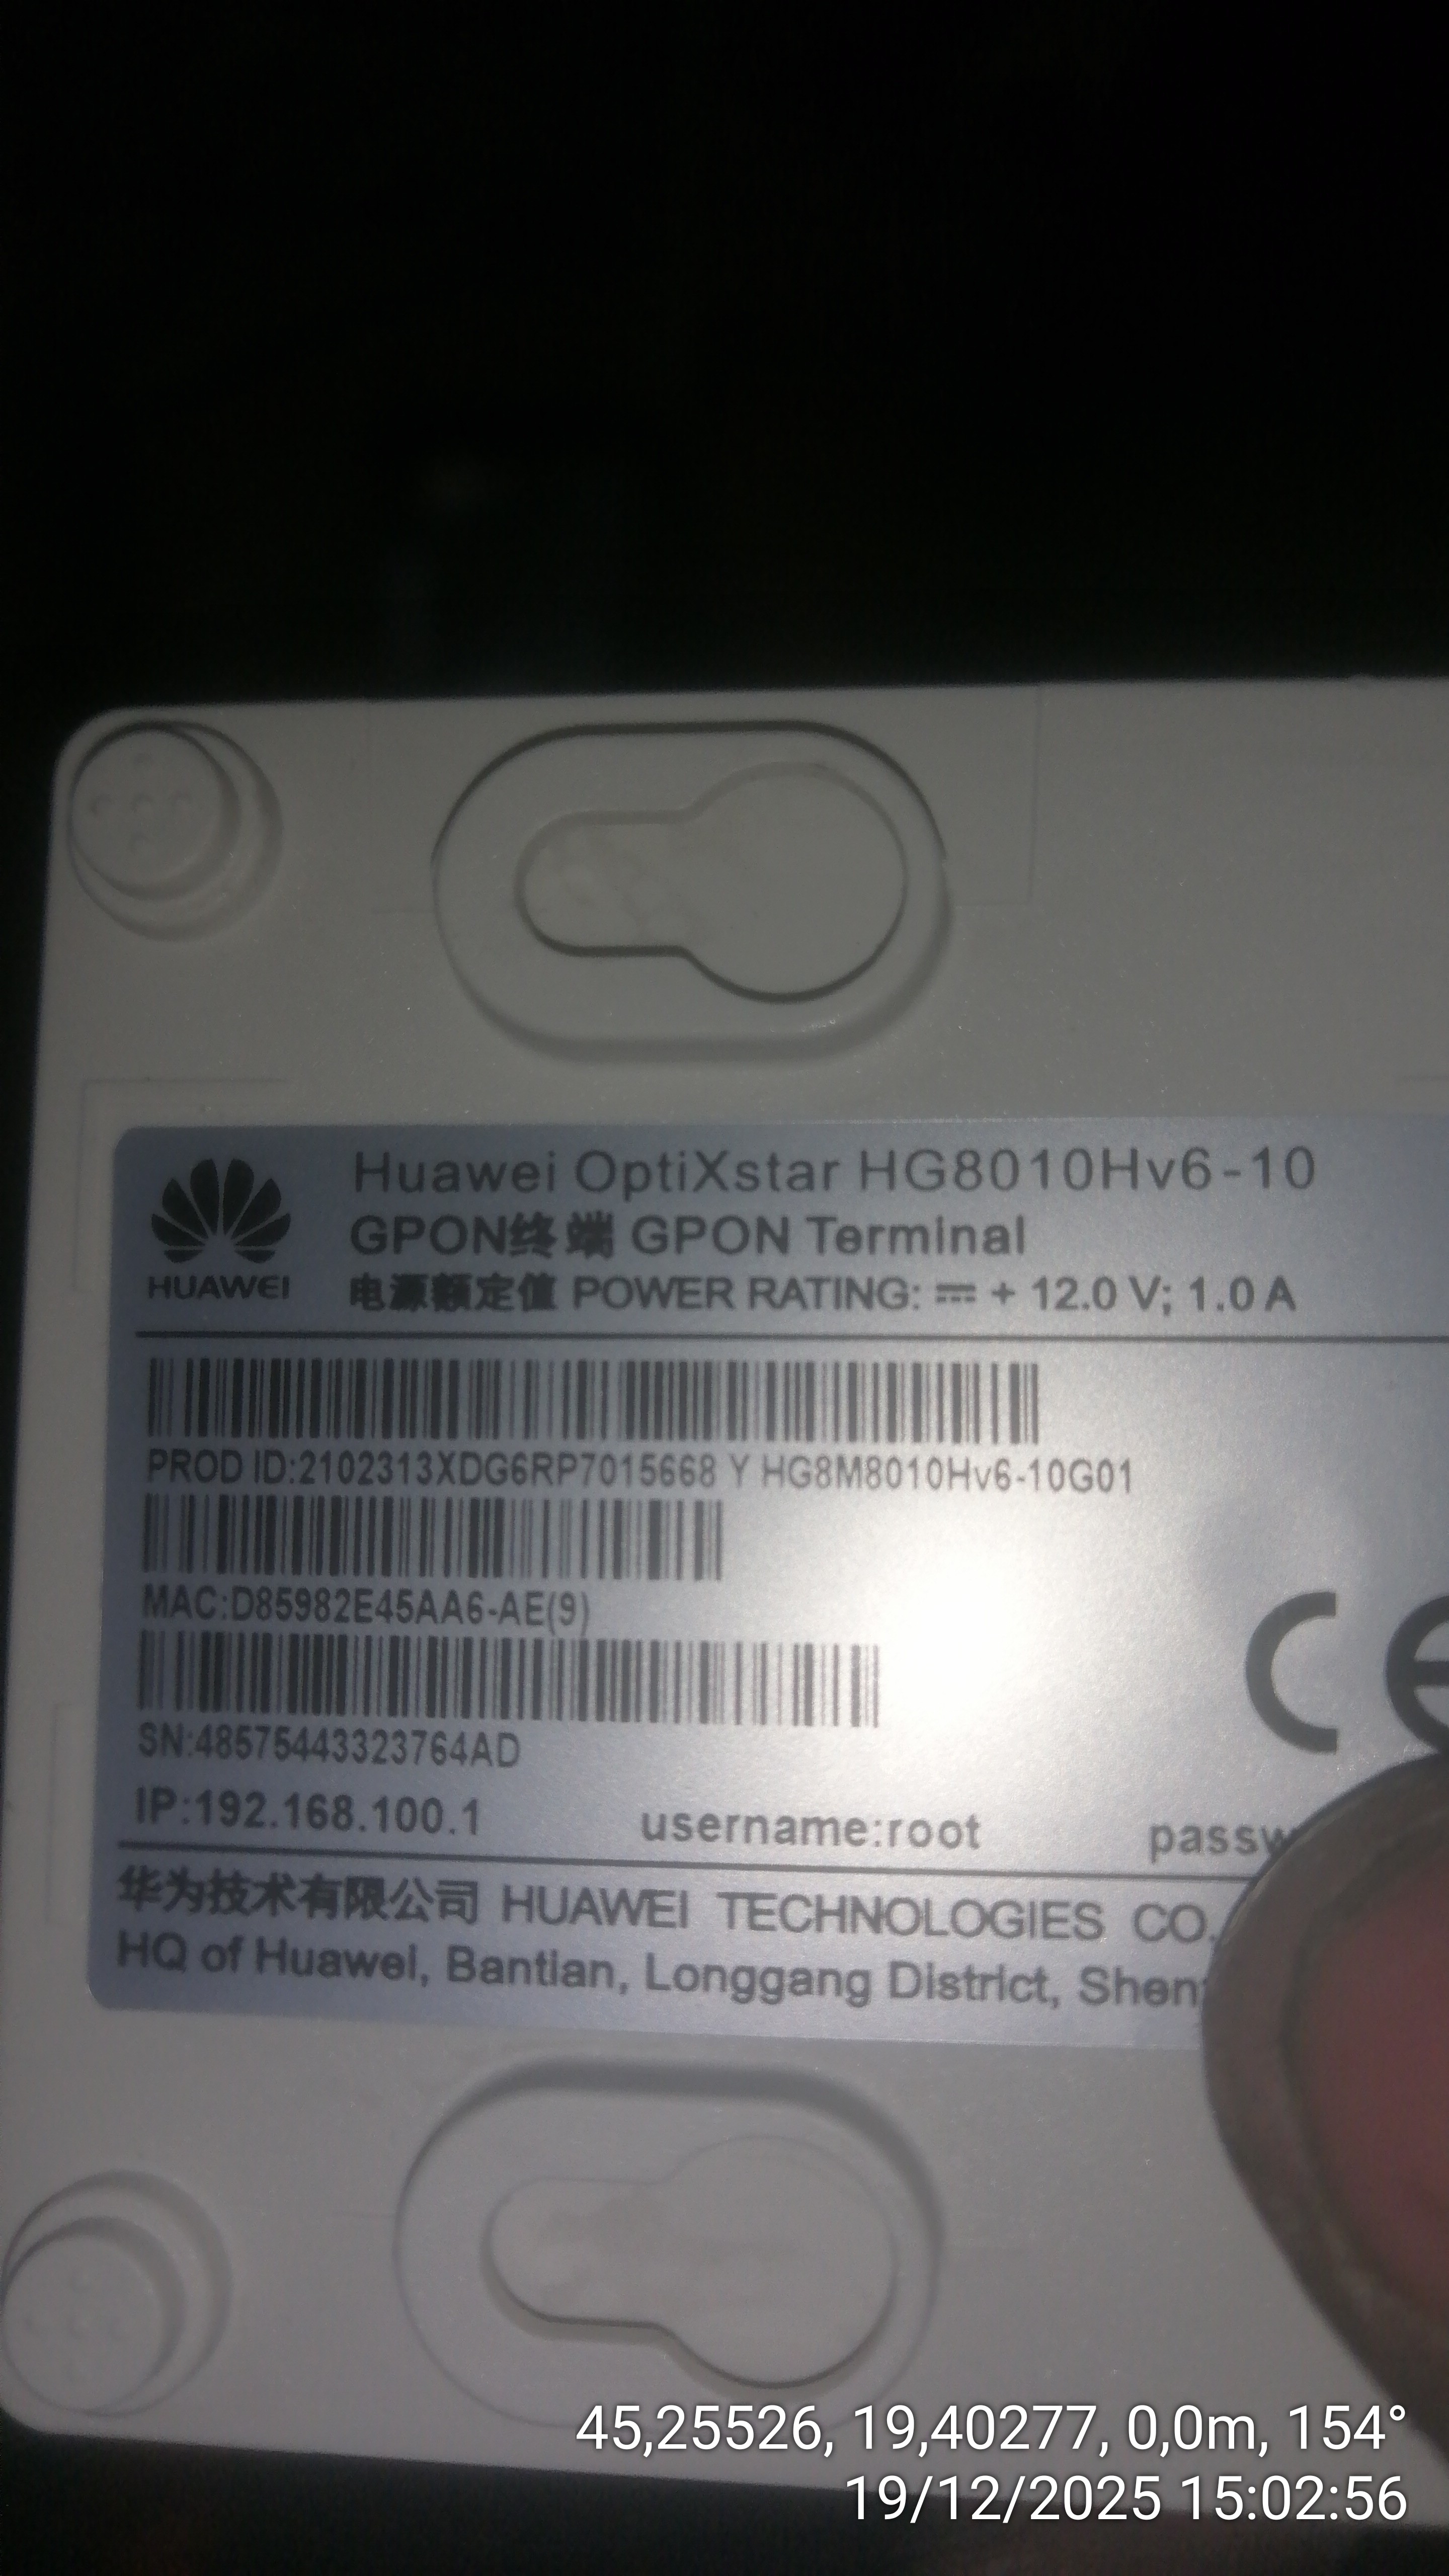 Huawei OptiXstar HG8010Hv6-10
GPON终端 GPON Terminal
HUAWEI
电源额定值 POWER RATING: ⎓ + 12.0 V; 1.0 A
PROD ID:2102313XDG6RP7015668 Y HG8M8010Hv6-10G01
MAC:D85982E45AA6-AE(9)
SN:48575443323764AD
CE
IP:192.168.100.1 username:root passw
华为技术有限公司 HUAWEI TECHNOLOGIES CO.
HQ of Huawei, Bantian, Longgang District, Shen
45,25526, 19,40277, 0,0m, 154°
19/12/2025 15:02:56